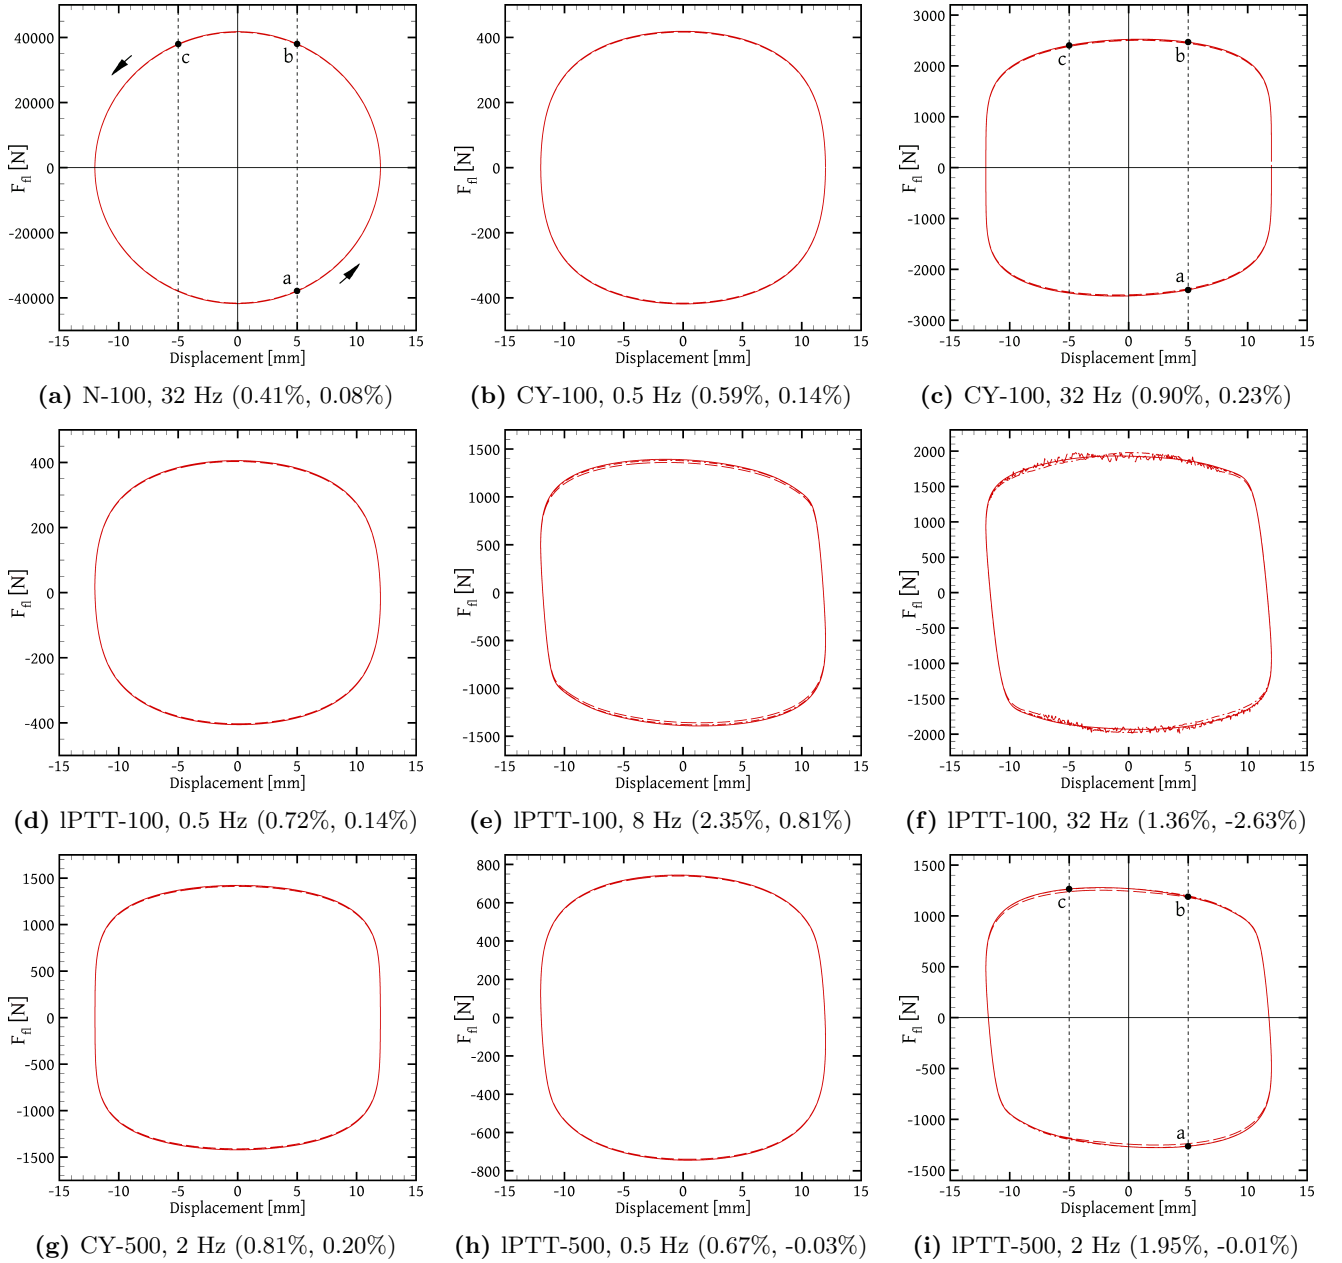 40000
20000
0
-20000
-40000
F_fl [N]
c
b
a
-15 -10 -5 0 5 10 15
Displacement [mm]
(a) N-100, 32 Hz (0.41%, 0.08%)
400
200
0
-200
-400
F_fl [N]
-15 -10 -5 0 5 10 15
Displacement [mm]
(b) CY-100, 0.5 Hz (0.59%, 0.14%)
3000
2000
1000
0
-1000
-2000
-3000
F_fl [N]
c
b
a
-15 -10 -5 0 5 10 15
Displacement [mm]
(c) CY-100, 32 Hz (0.90%, 0.23%)
400
200
0
-200
-400
F_fl [N]
-15 -10 -5 0 5 10 15
Displacement [mm]
(d) lPTT-100, 0.5 Hz (0.72%, 0.14%)
1500
1000
500
0
-500
-1000
-1500
F_fl [N]
-15 -10 -5 0 5 10 15
Displacement [mm]
(e) lPTT-100, 8 Hz (2.35%, 0.81%)
2000
1500
1000
500
0
-500
-1000
-1500
-2000
F_fl [N]
-15 -10 -5 0 5 10 15
Displacement [mm]
(f) lPTT-100, 32 Hz (1.36%, -2.63%)
1500
1000
500
0
-500
-1000
-1500
F_fl [N]
-15 -10 -5 0 5 10 15
Displacement [mm]
(g) CY-500, 2 Hz (0.81%, 0.20%)
800
600
400
200
0
-200
-400
-600
-800
F_fl [N]
-15 -10 -5 0 5 10 15
Displacement [mm]
(h) lPTT-500, 0.5 Hz (0.67%, -0.03%)
1500
1000
500
0
-500
-1000
-1500
F_fl [N]
c
b
a
-15 -10 -5 0 5 10 15
Displacement [mm]
(i) lPTT-500, 2 Hz (1.95%, -0.01%)